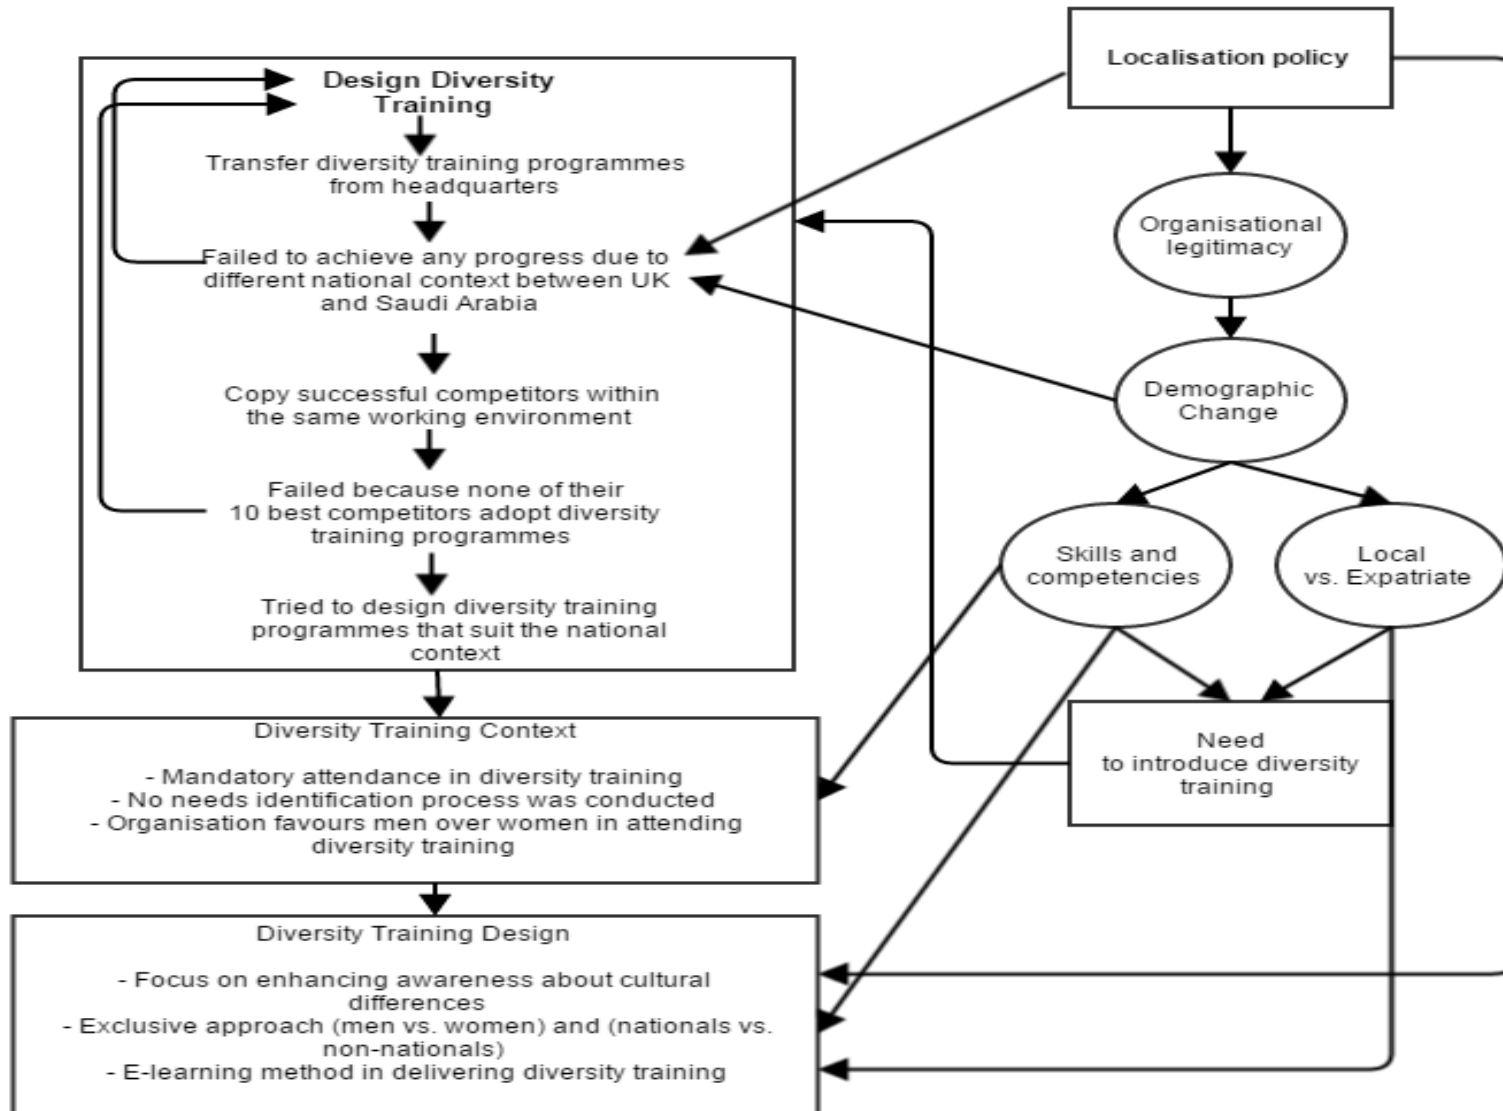 Design Diversity
Training
Transfer diversity training programmes
from headquarters
Failed to achieve any progress due to
different national context between UK
and Saudi Arabia
Copy successful competitors within
the same working environment
Failed because none of their
10 best competitors adopt diversity
training programmes
Tried to design diversity training
programmes that suit the national
context
Diversity Training Context
- Mandatory attendance in diversity training
- No needs identification process was conducted
- Organisation favours men over women in attending
diversity training
Diversity Training Design
- Focus on enhancing awareness about cultural
differences
- Exclusive approach (men vs. women) and (nationals vs.
non-nationals)
- E-learning method in delivering diversity training
Localisation policy
Organisational
legitimacy
Demographic
Change
Skills and
competencies
Local
vs. Expatriate
Need
to introduce diversity
training